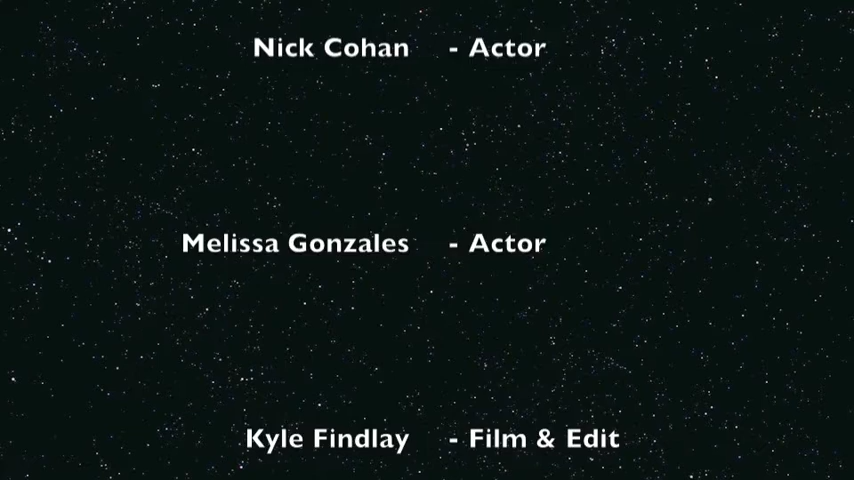 Nick Cohan - Actor
Melissa Gonzales - Actor
Kyle Findlay - Film & Edit